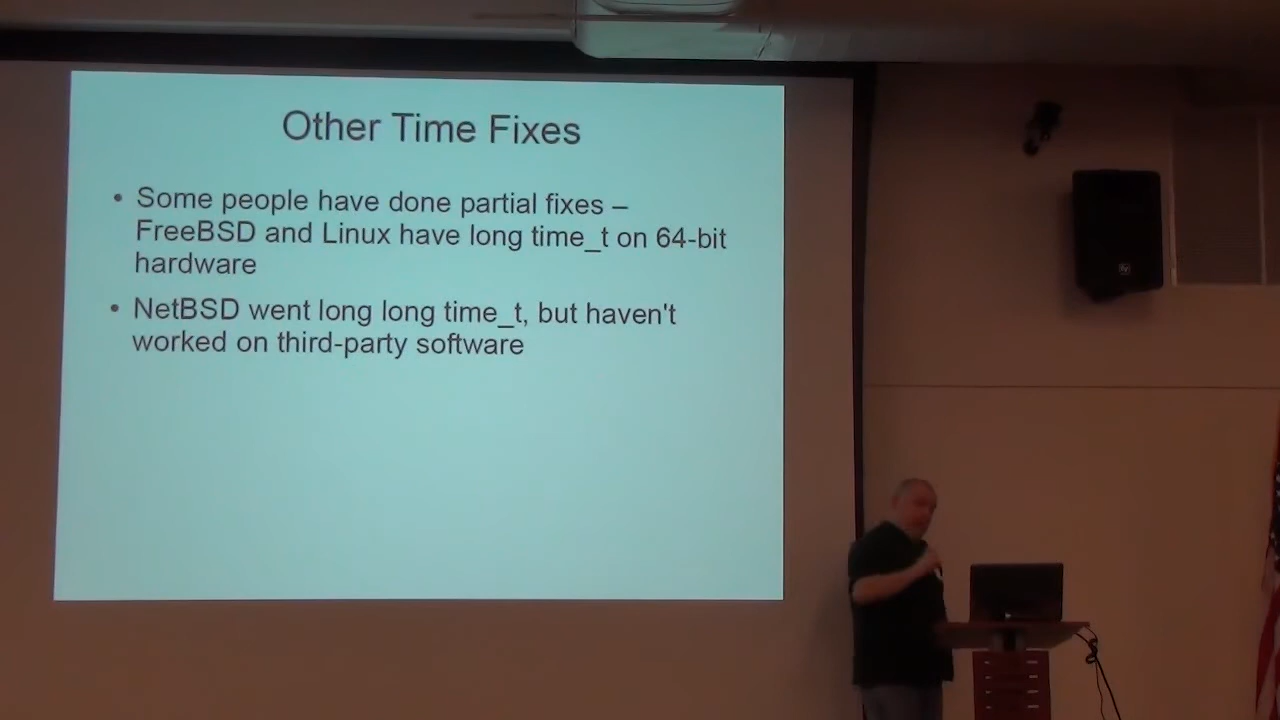 Other Time Fixes
• Some people have done partial fixes –
FreeBSD and Linux have long time_t on 64-bit
hardware
• NetBSD went long long time_t, but haven't
worked on third-party software